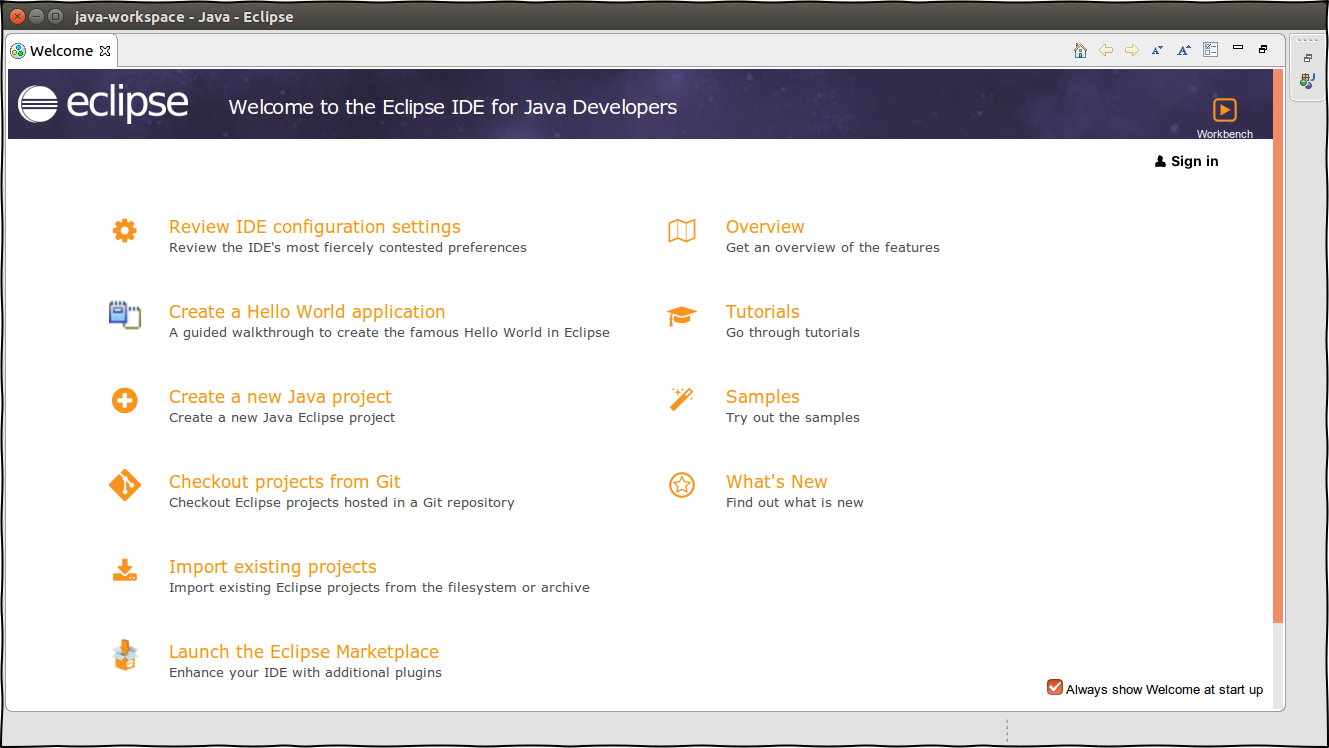 java-workspace - Java - Eclipse
Welcome
eclipse
Welcome to the Eclipse IDE for Java Developers
Workbench
Sign in
Review IDE configuration settings
Review the IDE's most fiercely contested preferences
Overview
Get an overview of the features
Create a Hello World application
A guided walkthrough to create the famous Hello World in Eclipse
Tutorials
Go through tutorials
Create a new Java project
Create a new Java Eclipse project
Samples
Try out the samples
Checkout projects from Git
Checkout Eclipse projects hosted in a Git repository
What's New
Find out what is new
Import existing projects
Import existing Eclipse projects from the filesystem or archive
Launch the Eclipse Marketplace
Enhance your IDE with additional plugins
Always show Welcome at start up